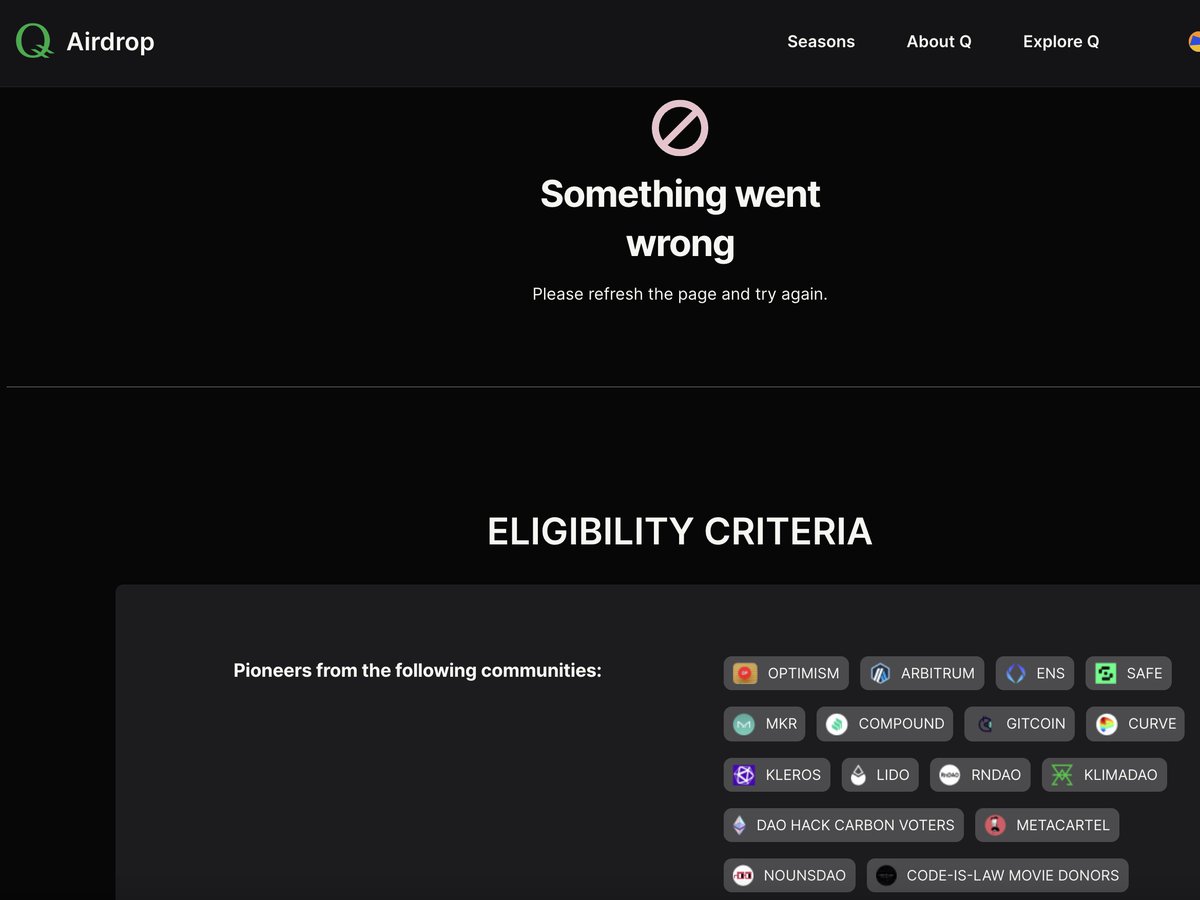 Airdrop
Seasons
About Q
Explore Q
Something went
wrong
Please refresh the page and try again.
ELIGIBILITY CRITERIA
Pioneers from the following communities:
OPTIMISM
ARBITRUM
ENS
SAFE
MKR
COMPOUND
GITCOIN
CURVE
KLEROS
LIDO
RnDAO
RNDAO
KLIMADAO
DAO HACK CARBON VOTERS
METACARTEL
NOUNSDAO
CODE-IS-LAW MOVIE DONORS